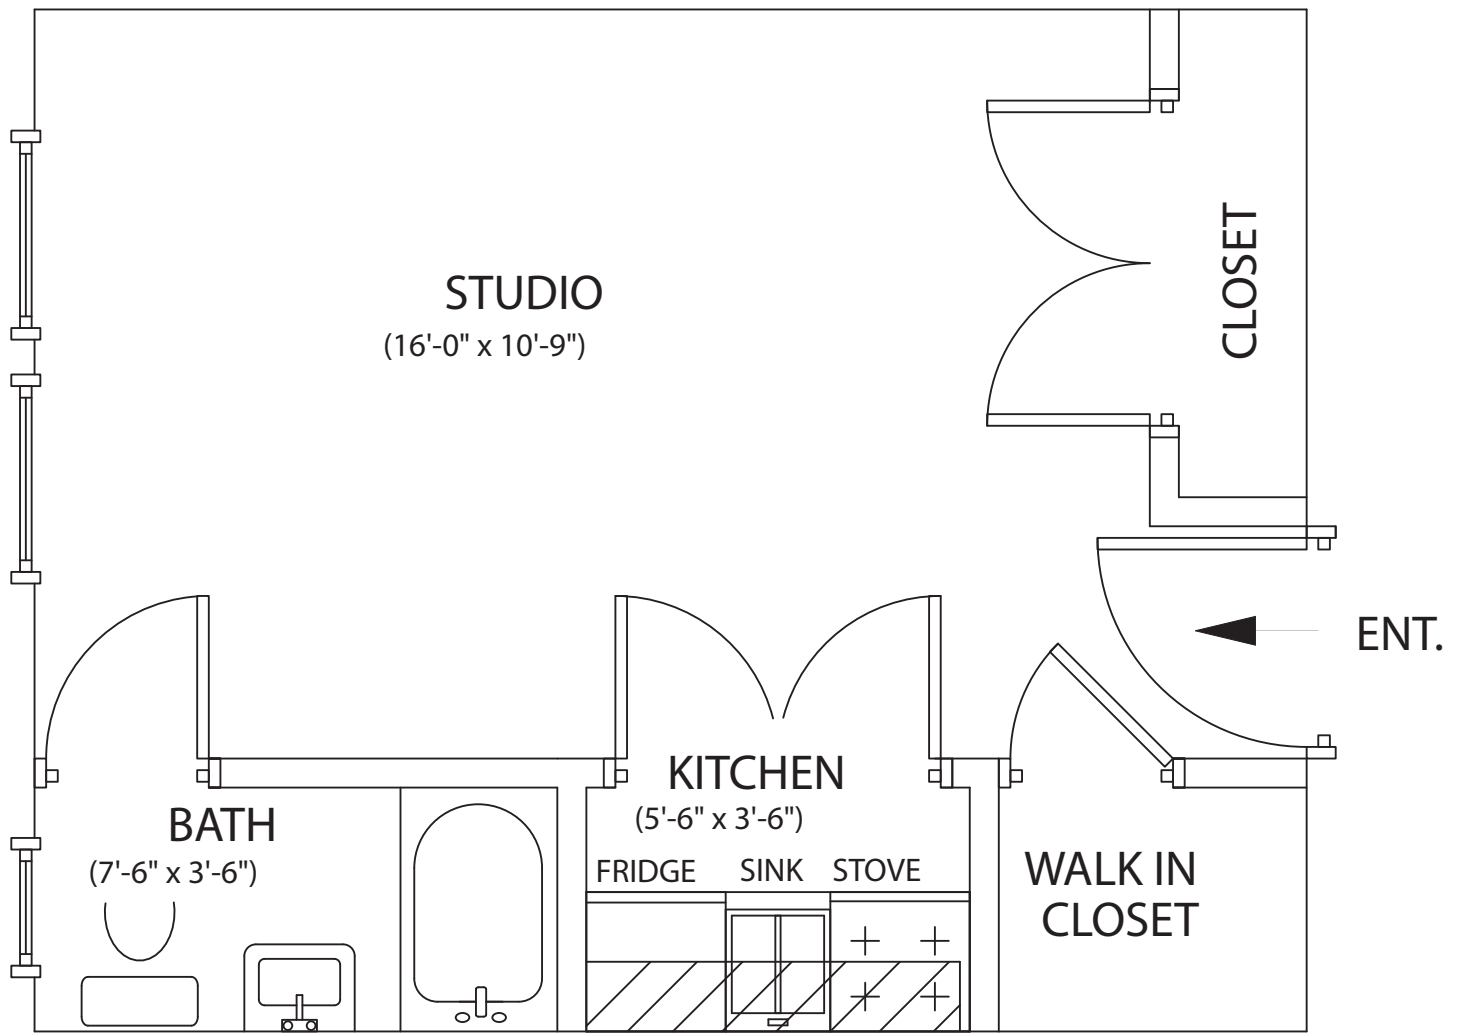 STUDIO
(16'-0" x 10'-9")
CLOSET
ENT.
KITCHEN
(5'-6" x 3'-6")
BATH
(7'-6" x 3'-6")
FRIDGE SINK STOVE
WALK IN
CLOSET